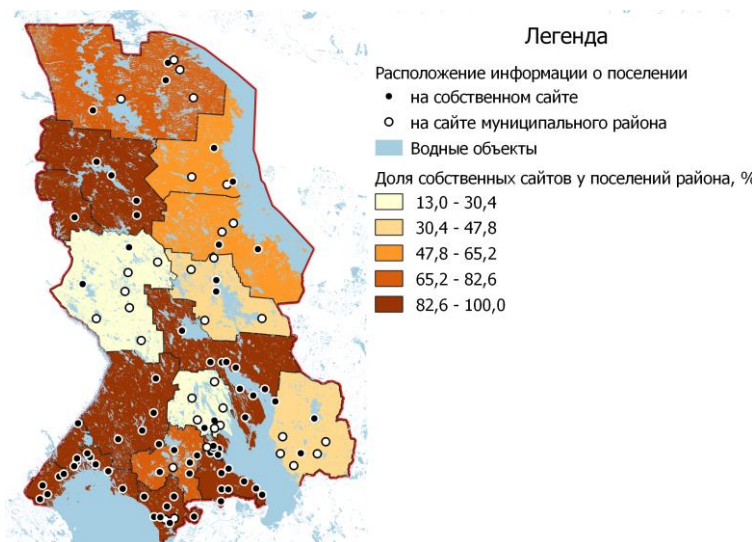 Легенда
Расположение информации о поселении
на собственном сайте
на сайте муниципального района
Водные объекты
Доля собственных сайтов у поселений района, %
13,0 - 30,4
30,4 - 47,8
47,8 - 65,2
65,2 - 82,6
82,6 - 100,0